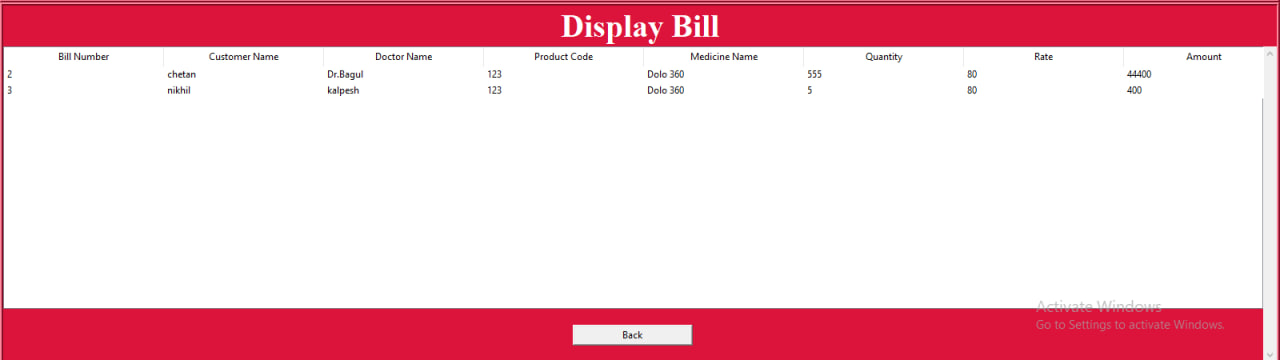 Display Bill
Bill Number Customer Name Doctor Name Product Code Medicine Name Quantity Rate Amount
2 chetan Dr.Bagul 123 Dolo 360 555 80 44400
3 nikhil kalpesh 123 Dolo 360 5 80 400
Activate Windows
Go to Settings to activate Windows.
Back